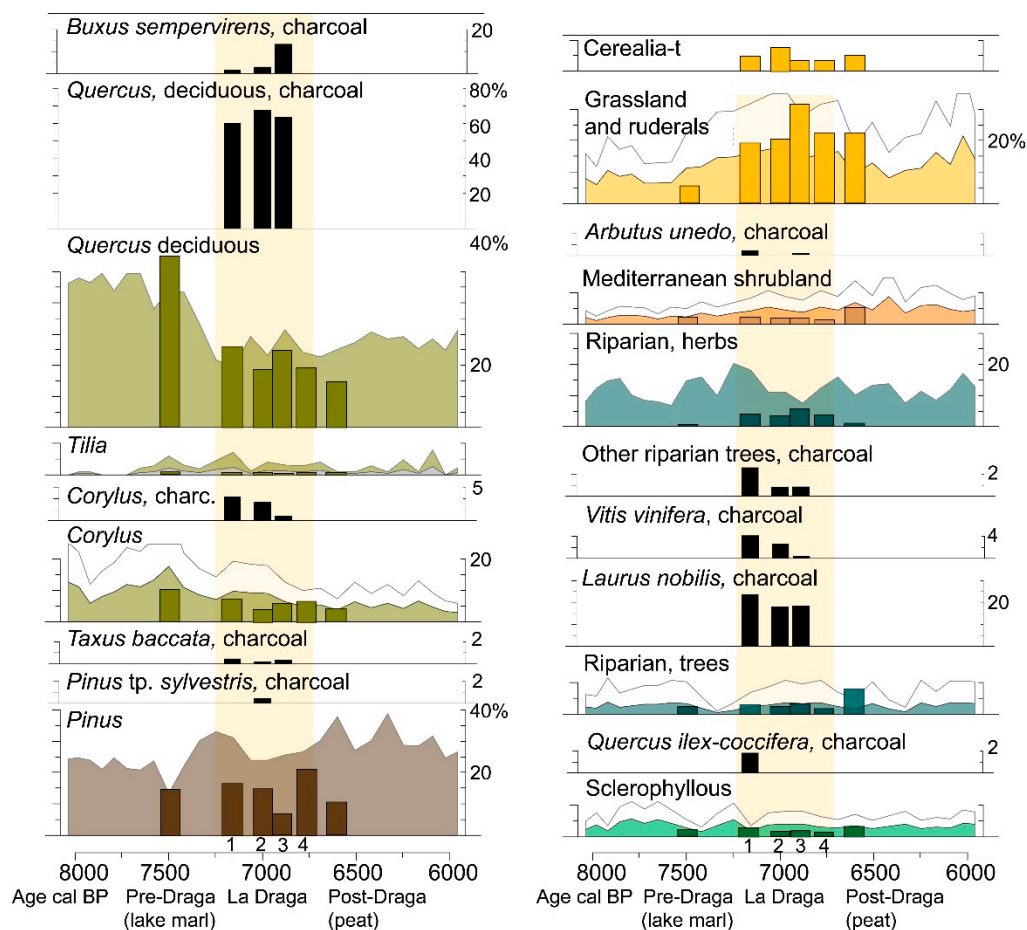 Buxus sempervirens, charcoal
20
Quercus, deciduous, charcoal
80%
60
40
20
Quercus deciduous
40%
20
Tilia
Corylus, charc.
5
Corylus
20
Taxus baccata, charcoal
2
Pinus tp. sylvestris, charcoal
2
Pinus
40%
20
1 2 3 4
8000 7500 7000 6500 6000
Age cal BP Pre-Draga La Draga Post-Draga
(lake marl) (peat)
Cerealia-t
Grassland
and ruderals
20%
Arbutus unedo, charcoal
Mediterranean shrubland
Riparian, herbs
20
Other riparian trees, charcoal
2
Vitis vinifera, charcoal
4
Laurus nobilis, charcoal
20
Riparian, trees
Quercus ilex-coccifera, charcoal
2
Sclerophyllous
1 2 3 4
8000 7500 7000 6500 6000
Age cal BP Pre-Draga La Draga Post-Draga
(lake marl) (peat)